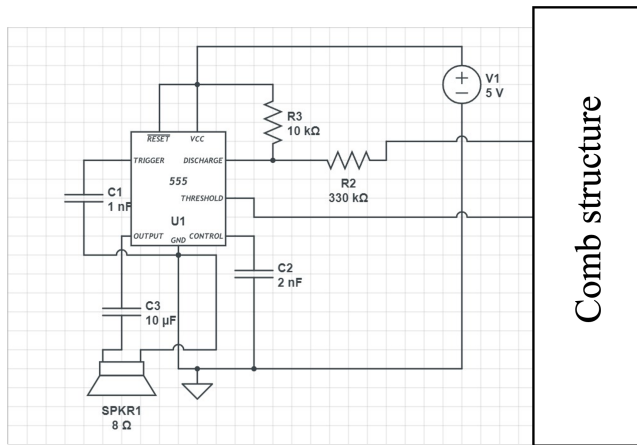 V1
5 V
R3
10 kΩ
RESET
VCC
TRIGGER
DISCHARGE
555
R2
330 kΩ
C1
1 nF
THRESHOLD
U1
OUTPUT
GND
CONTROL
C2
2 nF
C3
10 µF
SPKR1
8 Ω
Comb structure